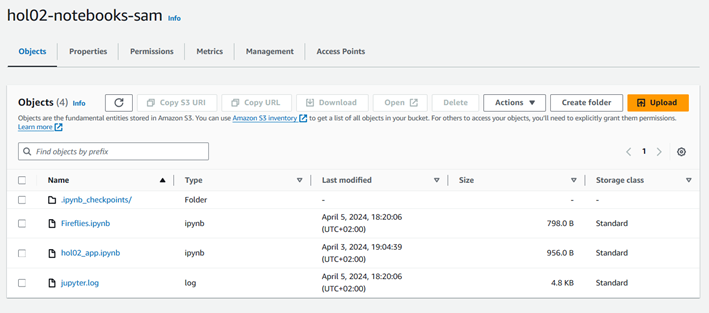 hol02-notebooks-sam Info
Objects Properties Permissions Metrics Management Access Points
Objects (4) Info Copy S3 URI Copy URL Download Open Delete Actions Create folder Upload
Objects are the fundamental entities stored in Amazon S3. You can use Amazon S3 inventory to get a list of all objects in your bucket. For others to access your objects, you'll need to explicitly grant them permissions.
Learn more
Find objects by prefix 1
Name Type Last modified Size Storage class
.ipynb_checkpoints/ Folder - - -
Fireflies.ipynb ipynb April 5, 2024, 18:20:06 (UTC+02:00) 798.0 B Standard
hol02_app.ipynb ipynb April 3, 2024, 19:04:39 (UTC+02:00) 956.0 B Standard
jupyter.log log April 5, 2024, 18:20:06 (UTC+02:00) 4.8 KB Standard